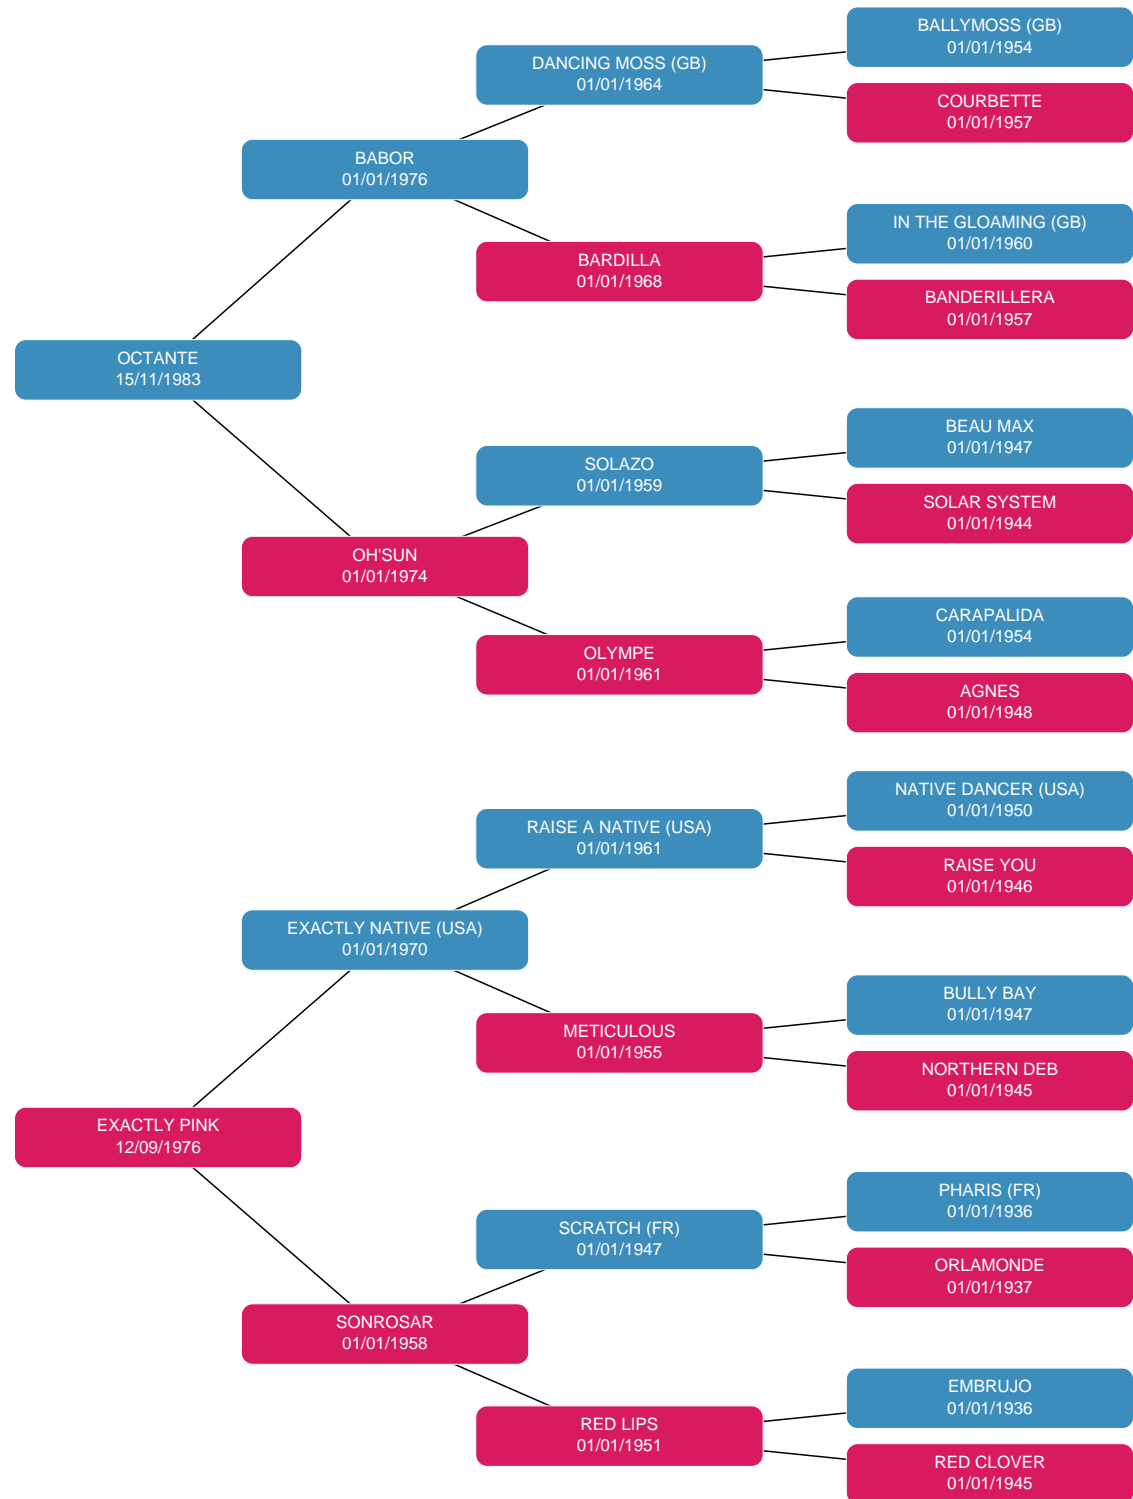 BALLYMOSS (GB)
01/01/1954
DANCING MOSS (GB)
01/01/1964
COURBETTE
01/01/1957
BABOR
01/01/1976
IN THE GLOAMING (GB)
01/01/1960
BARDILLA
01/01/1968
BANDERILLERA
01/01/1957
OCTANTE
15/11/1983
BEAU MAX
01/01/1947
SOLAZO
01/01/1959
SOLAR SYSTEM
01/01/1944
OH'SUN
01/01/1974
CARAPALIDA
01/01/1954
OLYMPE
01/01/1961
AGNES
01/01/1948
NATIVE DANCER (USA)
01/01/1950
RAISE A NATIVE (USA)
01/01/1961
RAISE YOU
01/01/1946
EXACTLY NATIVE (USA)
01/01/1970
BULLY BAY
01/01/1947
METICULOUS
01/01/1955
NORTHERN DEB
01/01/1945
EXACTLY PINK
12/09/1976
PHARIS (FR)
01/01/1936
SCRATCH (FR)
01/01/1947
ORLAMONDE
01/01/1937
SONROSAR
01/01/1958
EMBRUJO
01/01/1936
RED LIPS
01/01/1951
RED CLOVER
01/01/1945